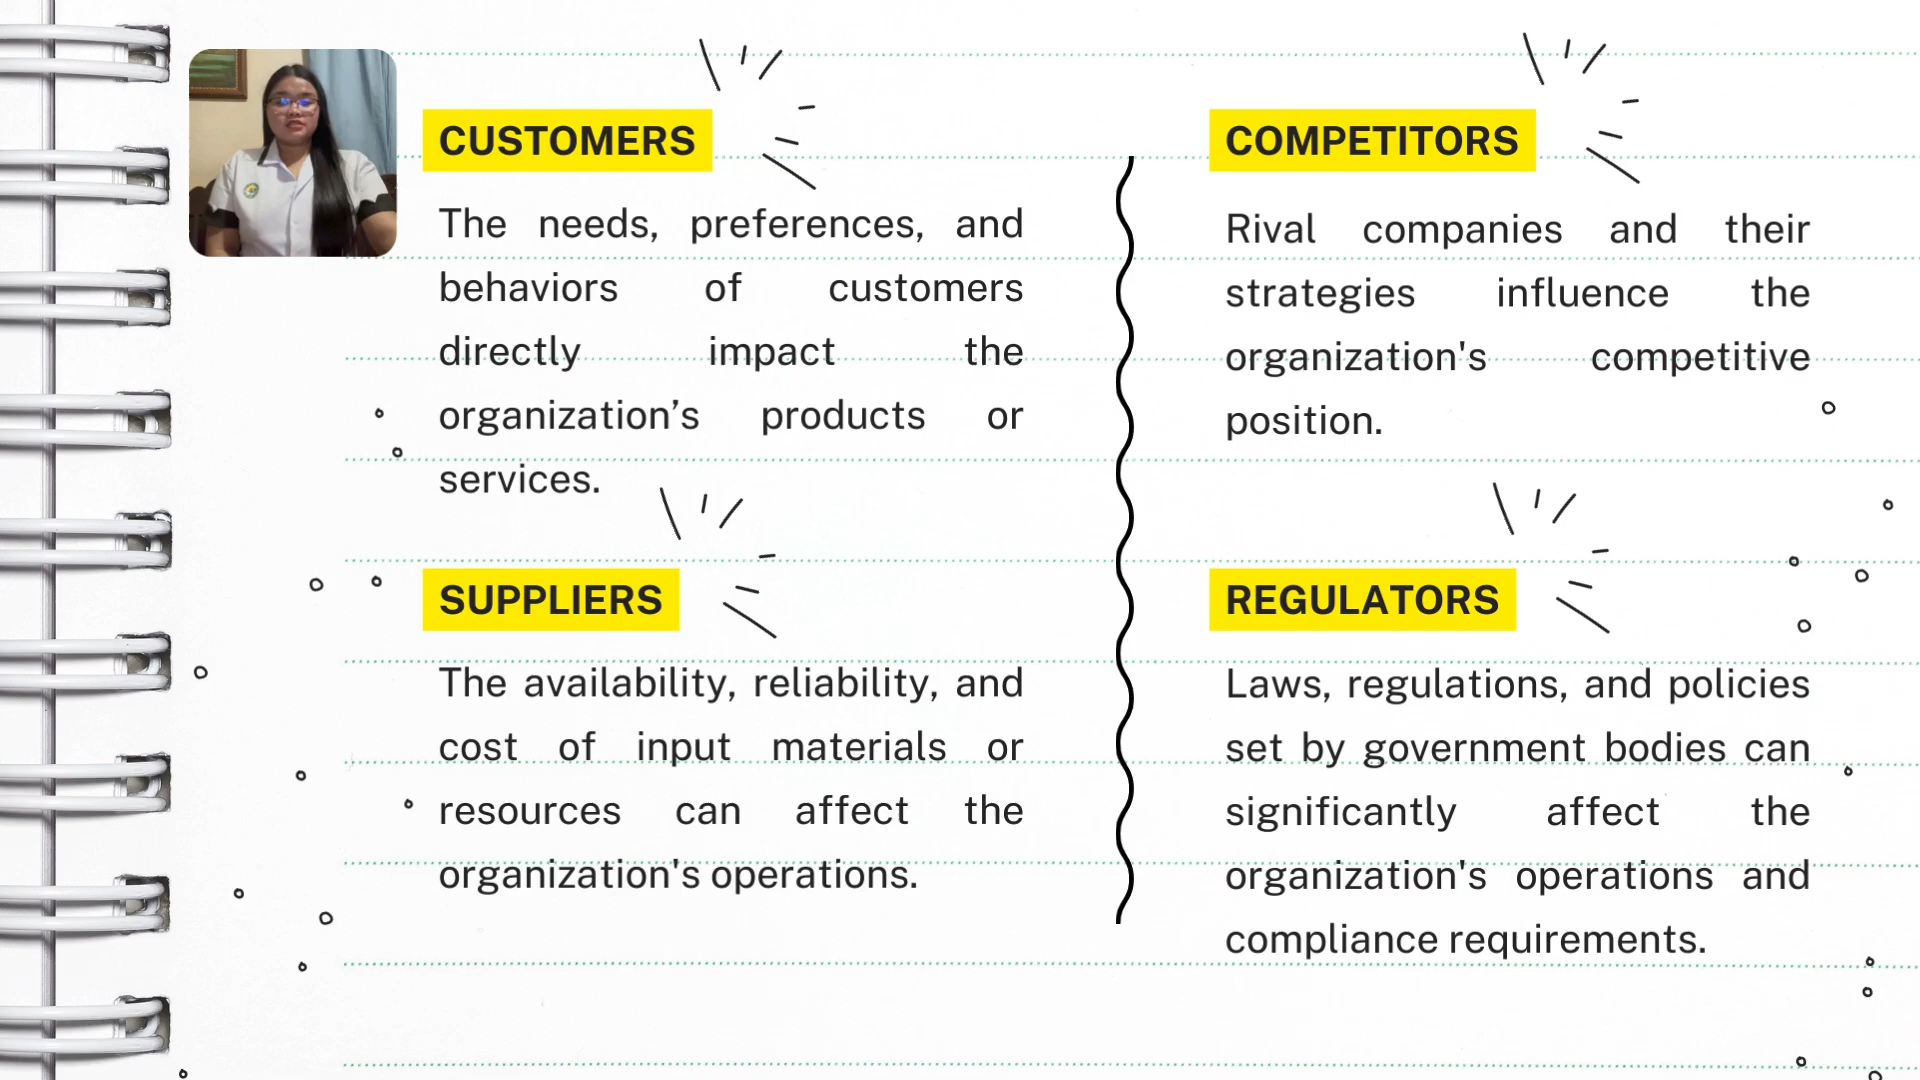 CUSTOMERS
The needs, preferences, and
behaviors of customers
directly impact the
organization’s products or
services.
SUPPLIERS
The availability, reliability, and
cost of input materials or
resources can affect the
organization's operations.
COMPETITORS
Rival companies and their
strategies influence the
organization's competitive
position.
REGULATORS
Laws, regulations, and policies
set by government bodies can
significantly affect the
organization's operations and
compliance requirements.